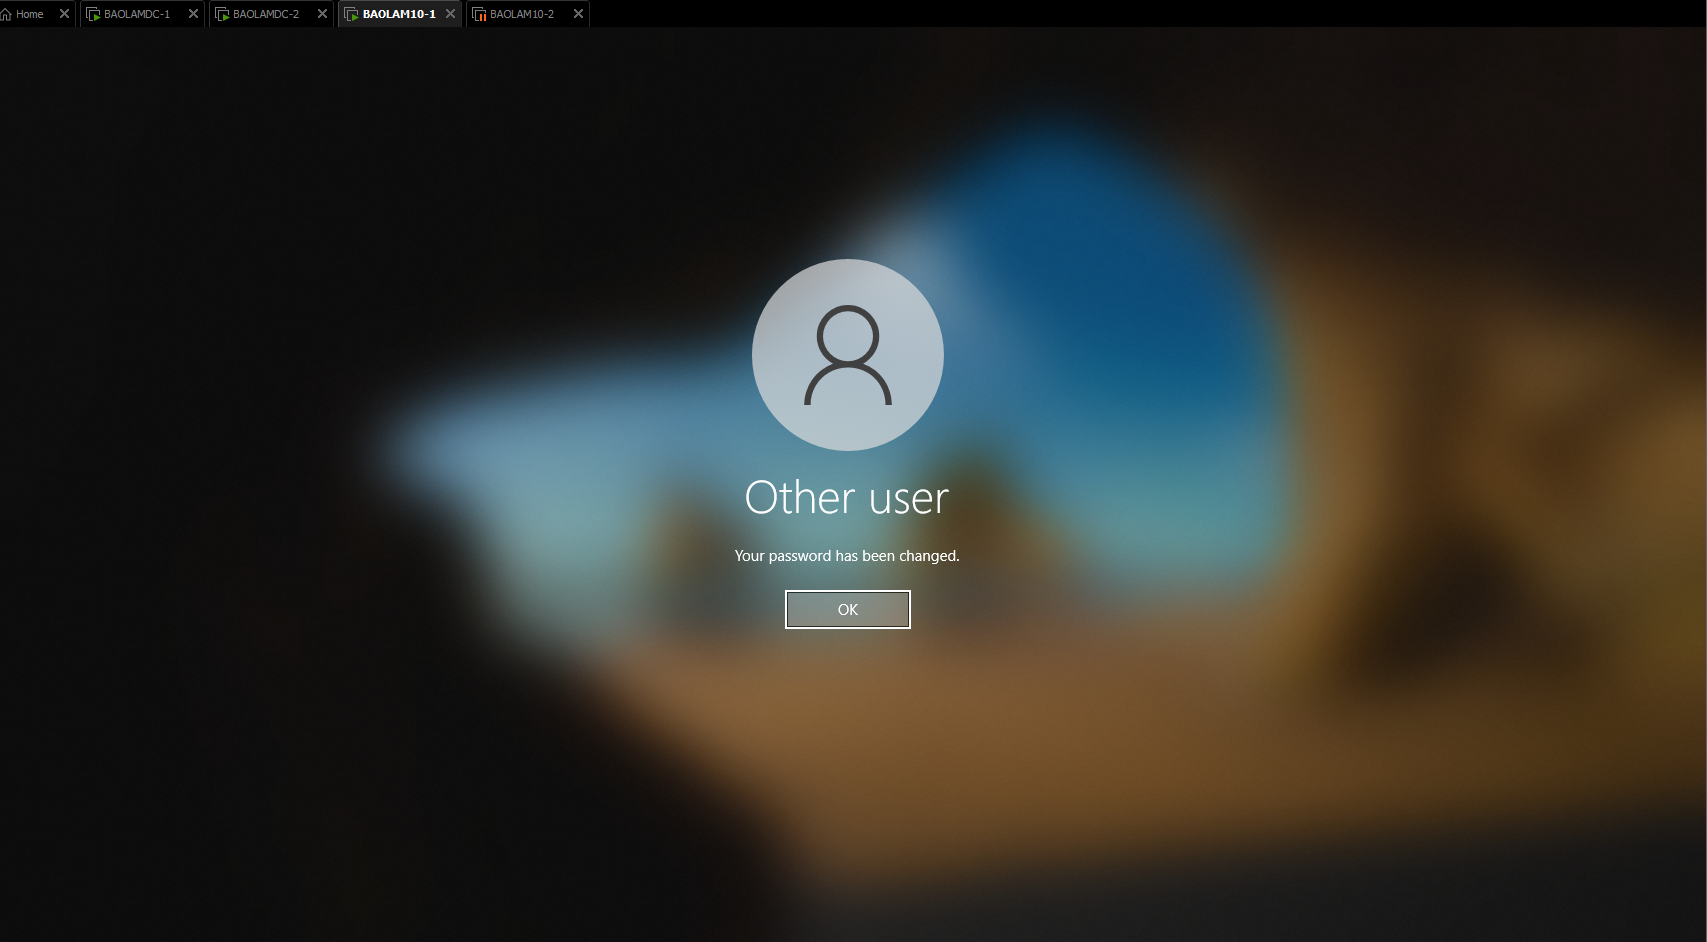 Home
BAOLAMDC-1
BAOLAMDC-2
BAOLAM10-1
BAOLAM10-2
Other user
Your password has been changed.
OK